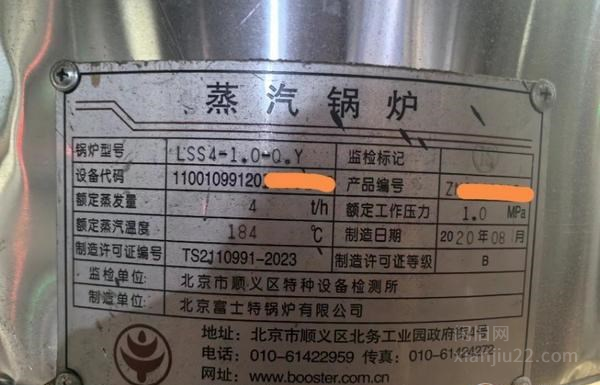 蒸汽锅炉
锅炉型号 LSS4-1.0-Q.Y 监检标记
设备代码 1100109912 产品编号 Z
额定蒸发量 4 t/h 额定工作压力 1.0 MPa
额定蒸汽温度 184 ℃ 制造日期 2020年08月
制造许可证编号 TS2110991-2023 制造许可证等级 B
监检单位: 北京市顺义区特种设备检测所
制造单位: 北京富士特锅炉有限公司
地址: 北京市顺义区北务工业园政府街 号
电话: 010-61422959 传真: 010-61424272
网址: www.booster.com.cn
xianjiu22.com